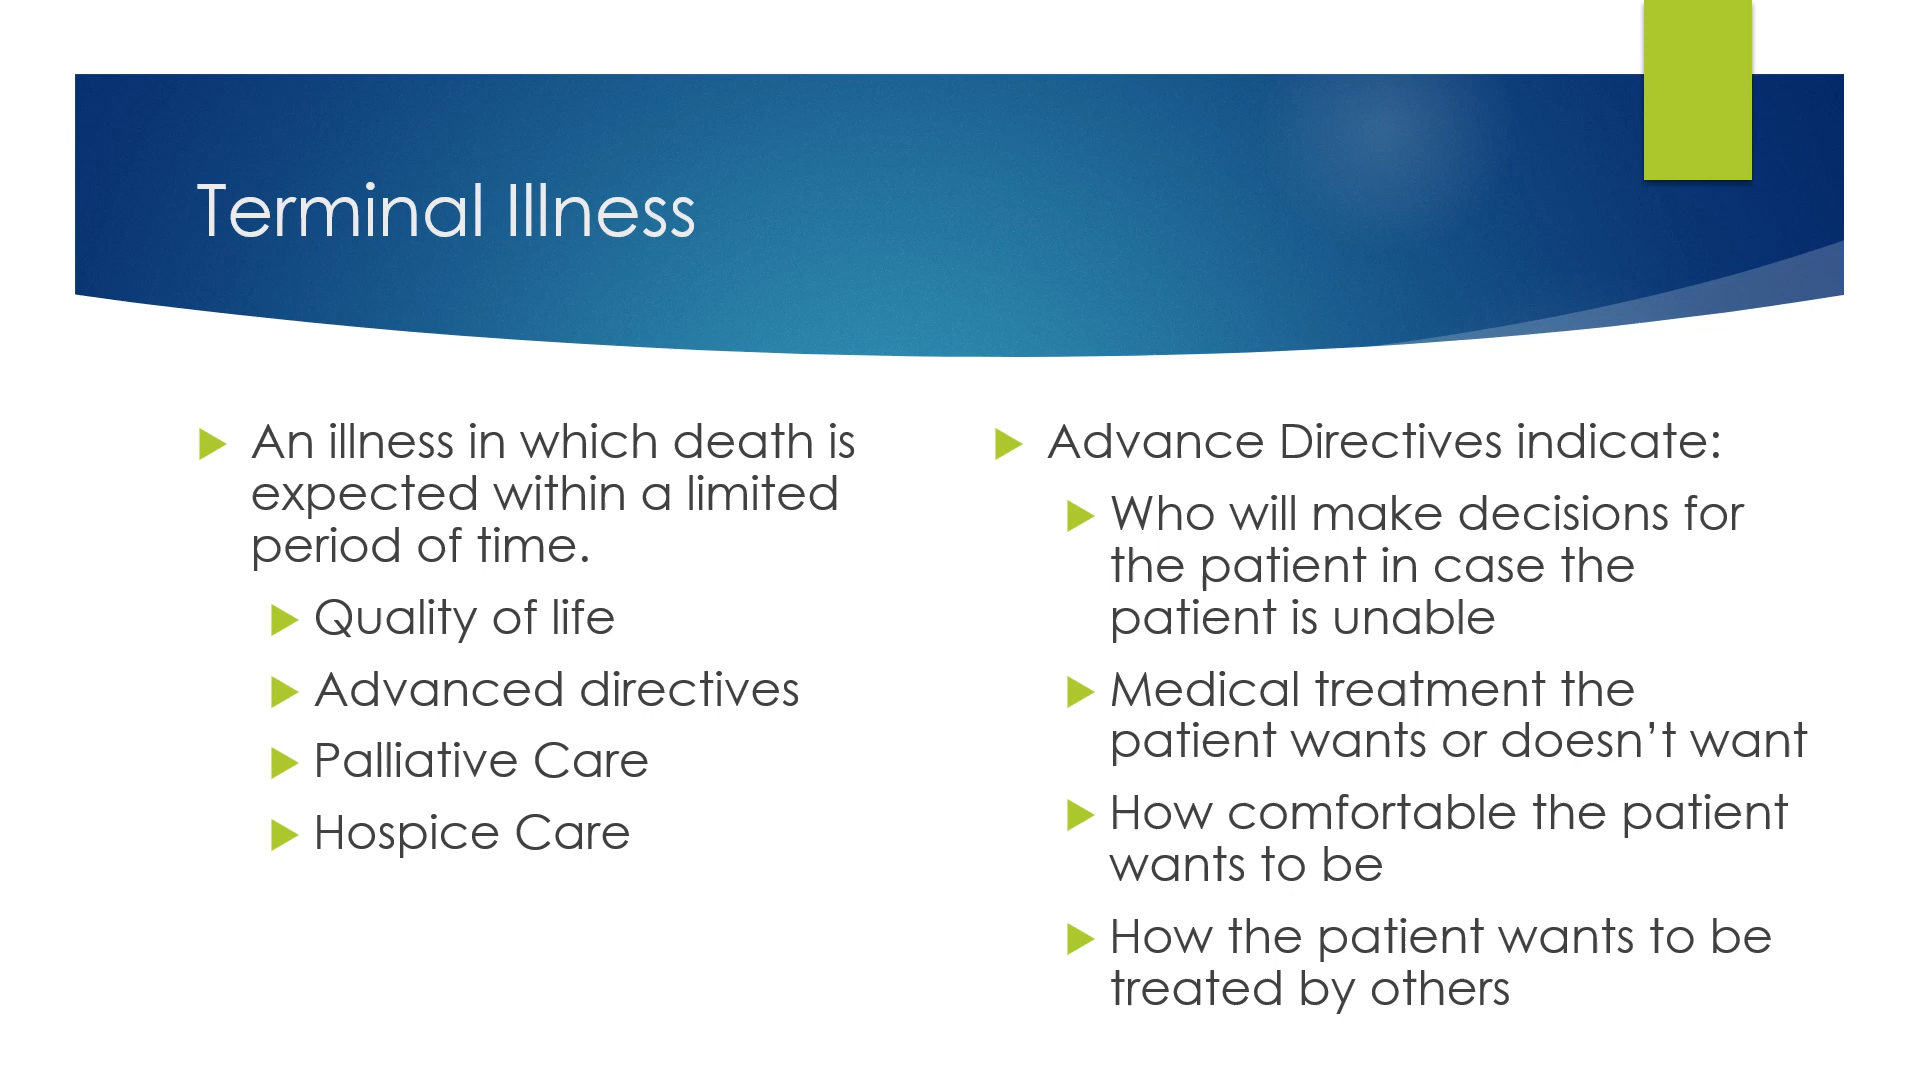 Terminal Illness
An illness in which death is
expected within a limited
period of time.
Quality of life
Advanced directives
Palliative Care
Hospice Care
Advance Directives indicate:
Who will make decisions for
the patient in case the
patient is unable
Medical treatment the
patient wants or doesn’t want
How comfortable the patient
wants to be
How the patient wants to be
treated by others